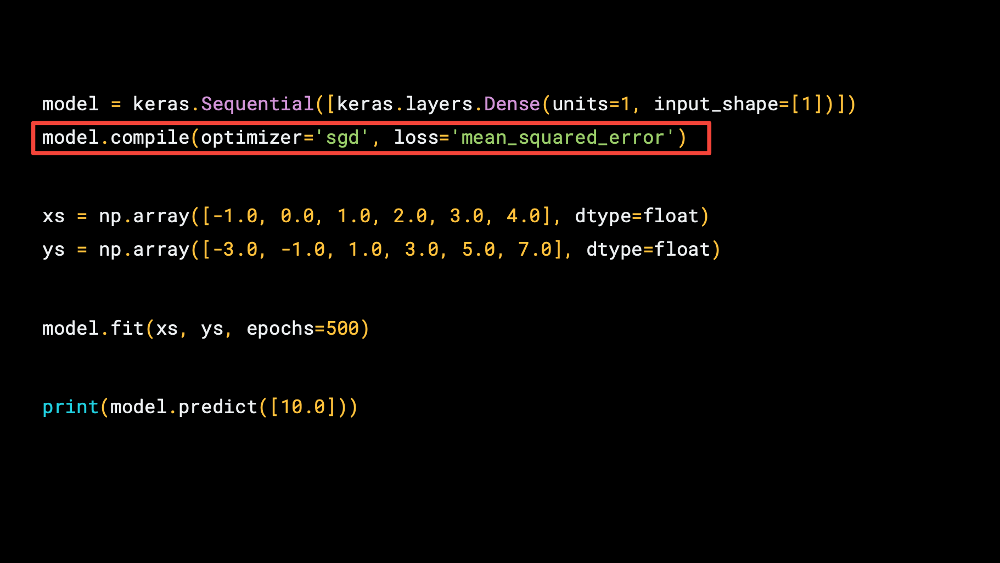 model = keras.Sequential([keras.layers.Dense(units=1, input_shape=[1])])
model.compile(optimizer='sgd', loss='mean_squared_error')
xs = np.array([-1.0, 0.0, 1.0, 2.0, 3.0, 4.0], dtype=float)
ys = np.array([-3.0, -1.0, 1.0, 3.0, 5.0, 7.0], dtype=float)
model.fit(xs, ys, epochs=500)
print(model.predict([10.0]))